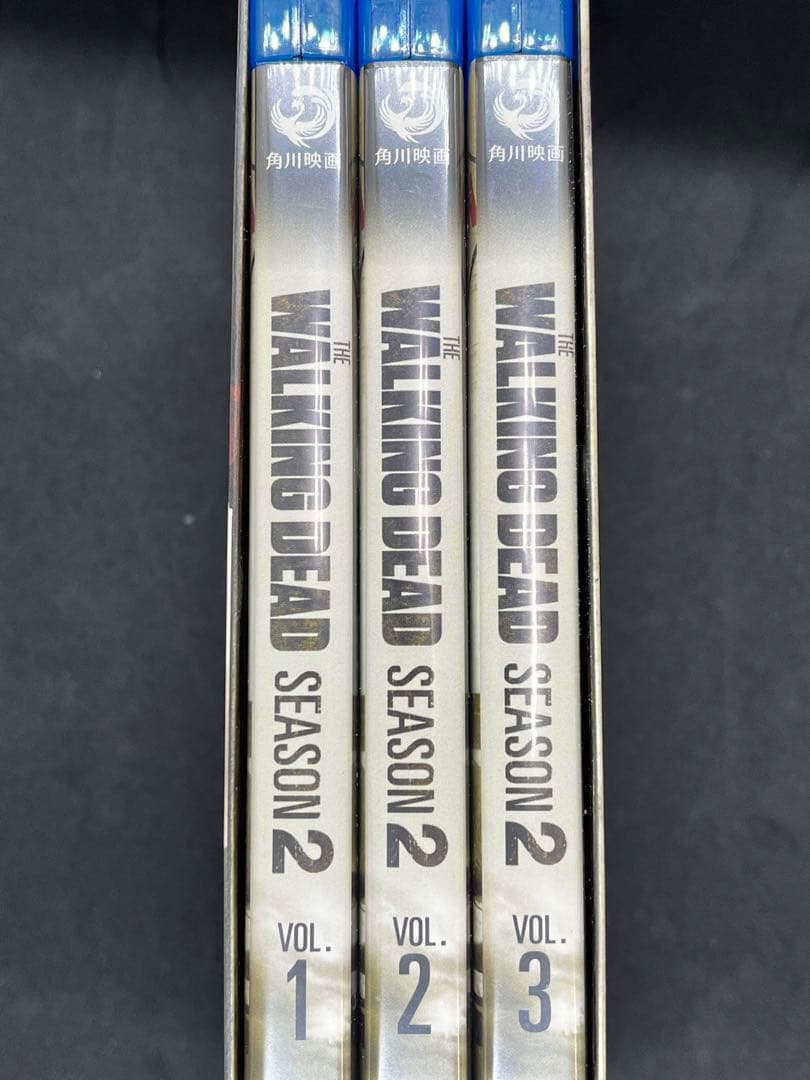 角川映画
THE
WALKING DEAD
SEASON 2
VOL.
1
角川映画
THE
WALKING DEAD
SEASON 2
VOL.
2
角川映画
THE
WALKING DEAD
SEASON 2
VOL.
3